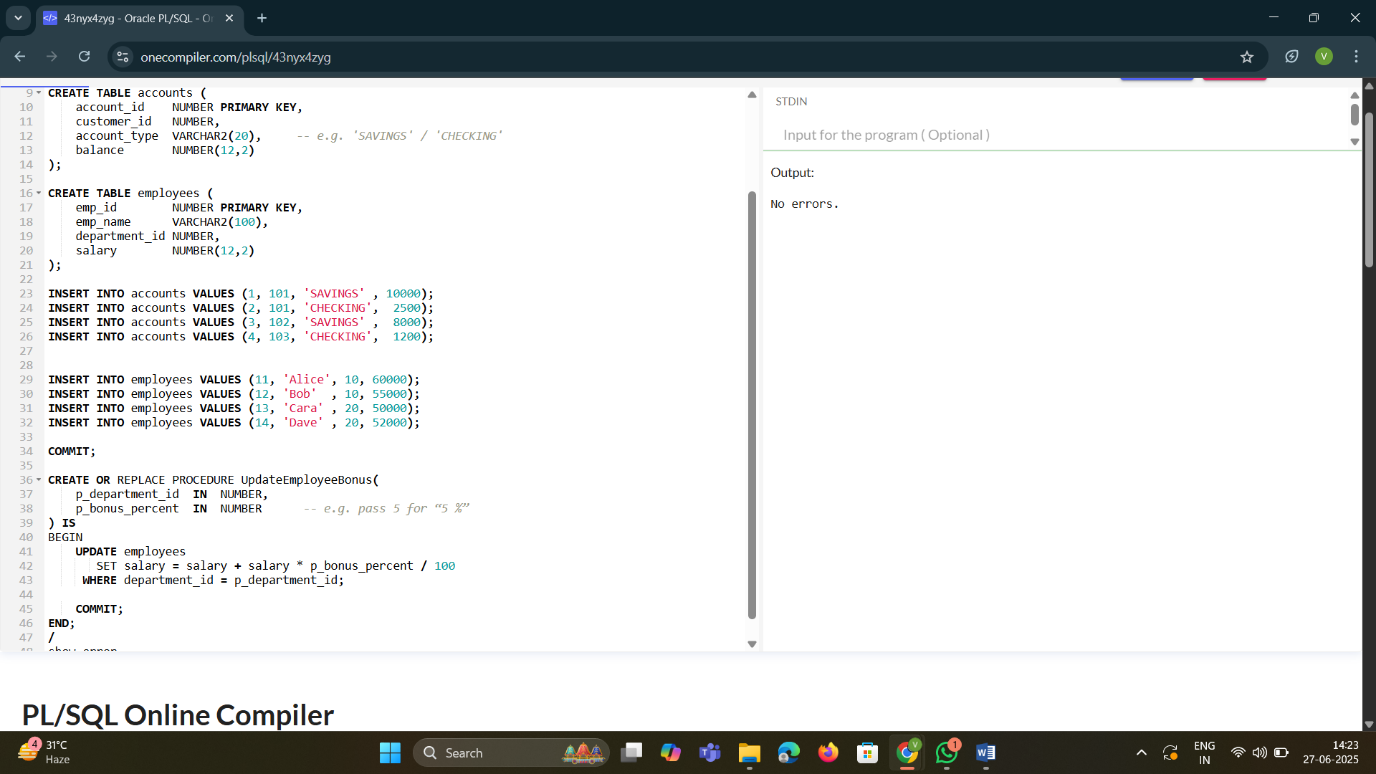 43nyx4zyg - Oracle PL/SQL - Or
onecompiler.com/plsql/43nyx4zyg
V
9 CREATE TABLE accounts (
10 account_id NUMBER PRIMARY KEY,
11 customer_id NUMBER,
12 account_type VARCHAR2(20), -- e.g. 'SAVINGS' / 'CHECKING'
13 balance NUMBER(12,2)
14 );
15
16 CREATE TABLE employees (
17 emp_id NUMBER PRIMARY KEY,
18 emp_name VARCHAR2(100),
19 department_id NUMBER,
20 salary NUMBER(12,2)
21 );
22
23 INSERT INTO accounts VALUES (1, 101, 'SAVINGS' , 10000);
24 INSERT INTO accounts VALUES (2, 101, 'CHECKING', 2500);
25 INSERT INTO accounts VALUES (3, 102, 'SAVINGS' , 8000);
26 INSERT INTO accounts VALUES (4, 103, 'CHECKING', 1200);
27
28
29 INSERT INTO employees VALUES (11, 'Alice', 10, 60000);
30 INSERT INTO employees VALUES (12, 'Bob' , 10, 55000);
31 INSERT INTO employees VALUES (13, 'Cara' , 20, 50000);
32 INSERT INTO employees VALUES (14, 'Dave' , 20, 52000);
33
34 COMMIT;
35
36 CREATE OR REPLACE PROCEDURE UpdateEmployeeBonus(
37 p_department_id IN NUMBER,
38 p_bonus_percent IN NUMBER -- e.g. pass 5 for “5 %”
39 ) IS
40 BEGIN
41 UPDATE employees
42 SET salary = salary + salary * p_bonus_percent / 100
43 WHERE department_id = p_department_id;
44
45 COMMIT;
46 END;
47 /
STDIN
Input for the program ( Optional )
Output:
No errors.
PL/SQL Online Compiler
4
31°C
Haze
Search
V
1
ENG
IN
14:23
27-06-2025